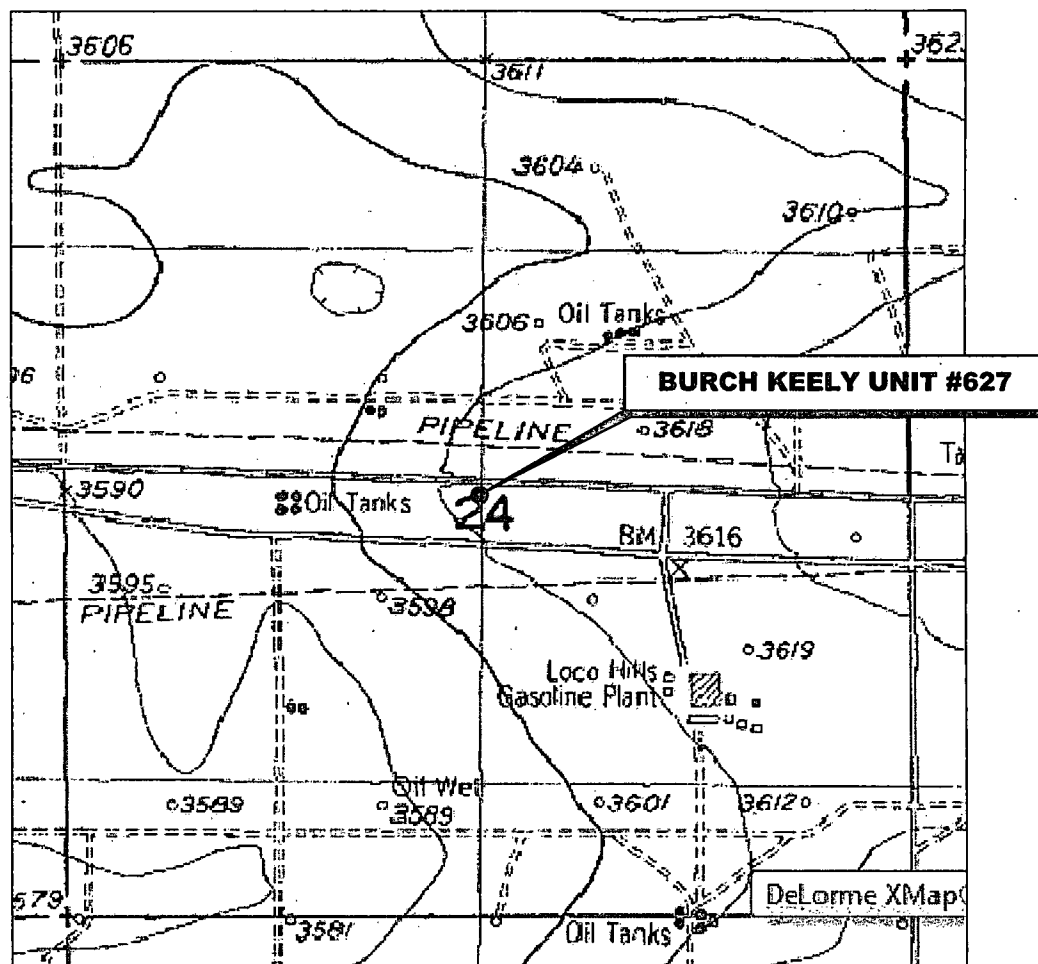 3606
3611
3604
3610
3606
Oil Tanks
BURCH KEELY UNIT #627
PIPELINE
3618
3590
Oil Tanks
24
BM 3616
3595
3598
PIPELINE
3619
Loco Hills
Gasoline Plant
Oil Well
3589
3589
3601
3612
DeLorme XMap
3581
Oil Tanks